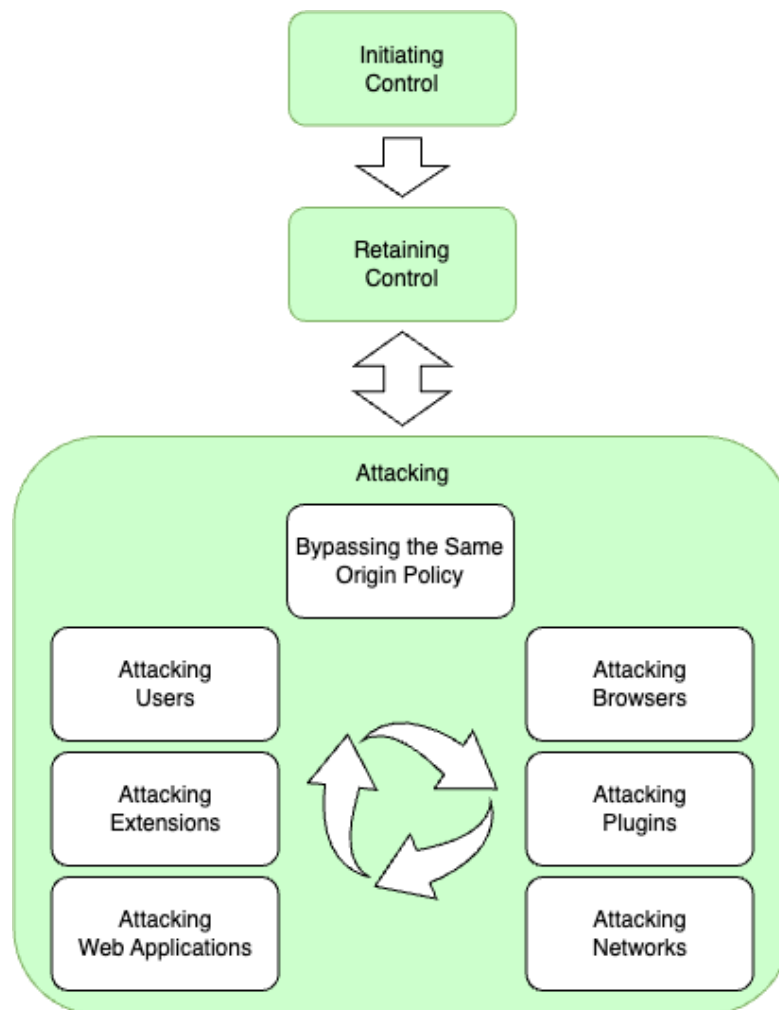 Initiating
Control
Retaining
Control
Attacking
Bypassing the Same
Origin Policy
Attacking
Users
Attacking
Browsers
Attacking
Extensions
Attacking
Plugins
Attacking
Web Applications
Attacking
Networks